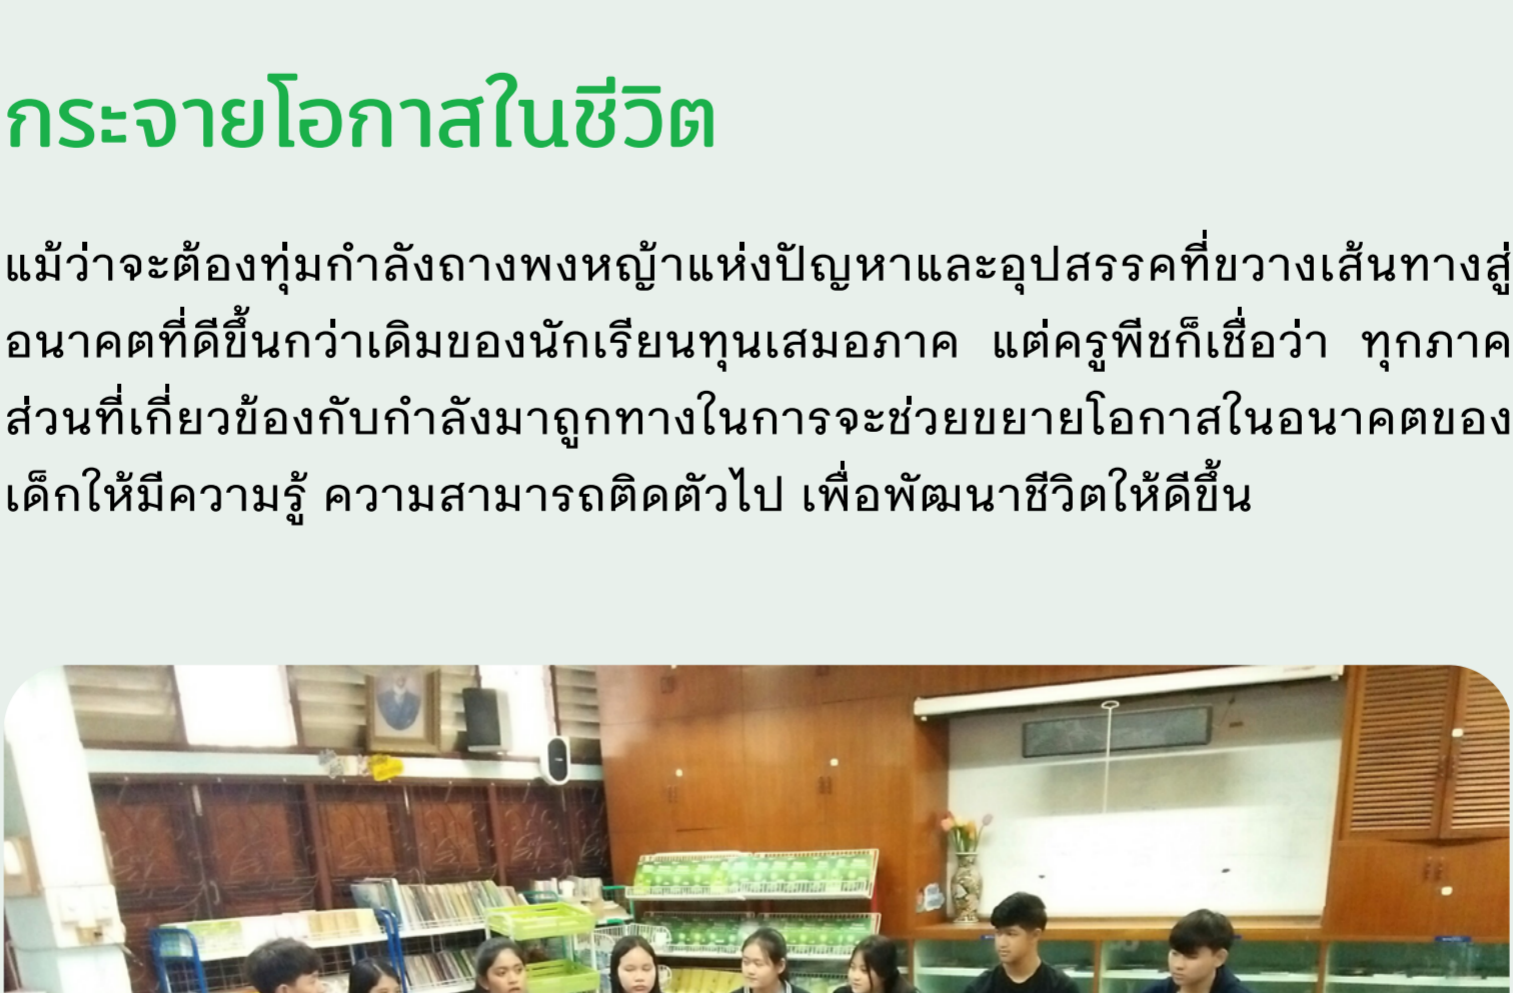 กระจายโอกาสในชีวิต
แม้ว่าจะต้องทุ่มกำลังถางพงหญ้าแห่งปัญหาและอุปสรรคที่ขวางเส้นทางสู่
อนาคตที่ดีขึ้นกว่าเดิมของนักเรียนทุนเสมอภาค แต่ครูพีชก็เชื่อว่า ทุกภาค
ส่วนที่เกี่ยวข้องกับกำลังมาถูกทางในการจะช่วยขยายโอกาสในอนาคตของ
เด็กให้มีความรู้ ความสามารถติดตัวไป เพื่อพัฒนาชีวิตให้ดีขึ้น